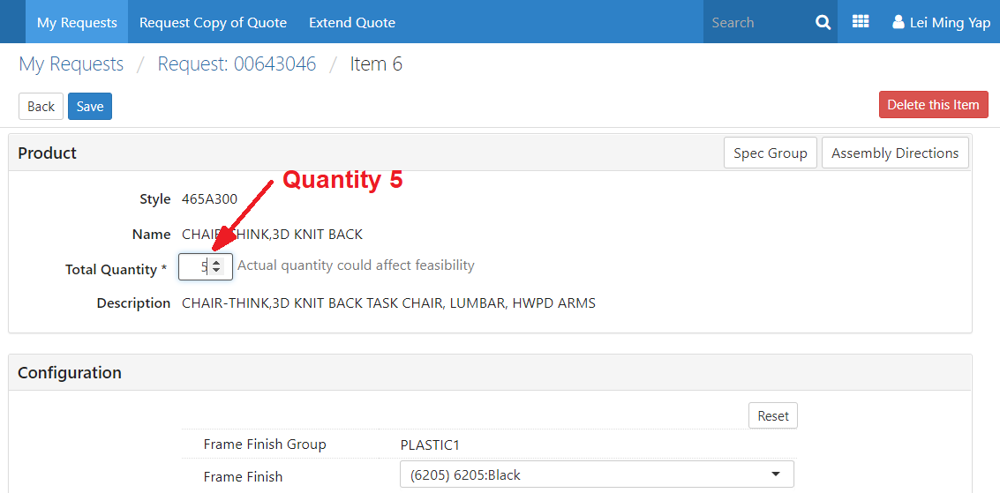 My Requests Request Copy of Quote Extend Quote Search Lei Ming Yap
My Requests / Request: 00643046 / Item 6
Back Save Delete this Item
Product Spec Group Assembly Directions
Quantity 5
Style 465A300
Name CHAIR-THINK,3D KNIT BACK
Total Quantity * 5 Actual quantity could affect feasibility
Description CHAIR-THINK,3D KNIT BACK TASK CHAIR, LUMBAR, HWPD ARMS
Configuration
Reset
Frame Finish Group PLASTIC1
Frame Finish (6205) 6205:Black